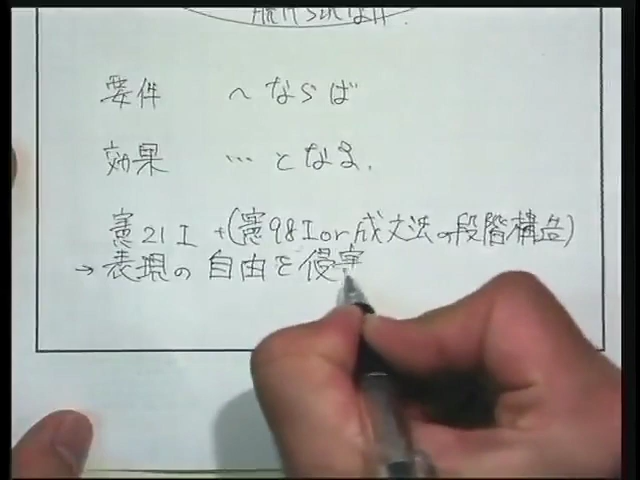 要件 〜ならば
効果 …となる.
憲21Ⅰ +(憲98Ⅰor成文法の段階構造)
→表現の自由を侵害